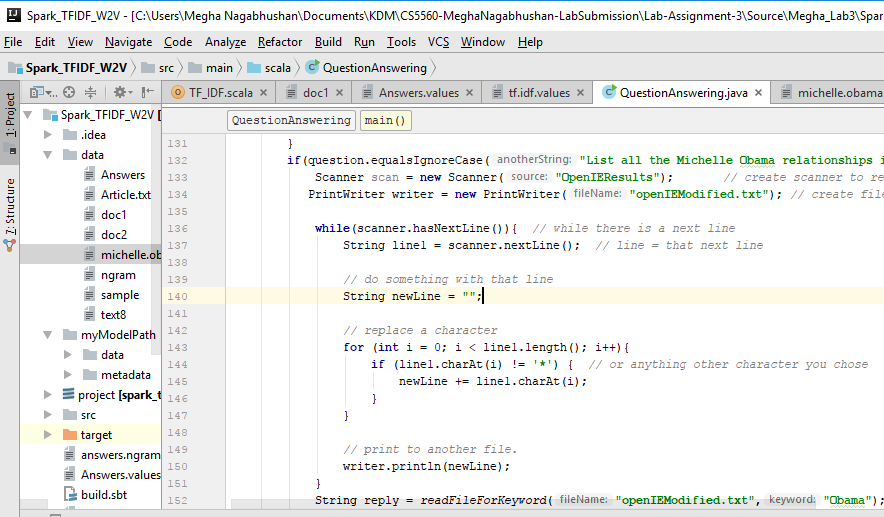 Spark_TFIDF_W2V - [C:\Users\Megha Nagabhushan\Documents\KDM\CS5560-MeghaNagabhushan-LabSubmission\Lab-Assignment-3\Source\Megha_Lab3\Spar
File Edit View Navigate Code Analyze Refactor Build Run Tools VCS Window Help
Spark_TFIDF_W2V src main scala QuestionAnswering
TF_IDF.scala doc1 Answers.values tf.idf.values QuestionAnswering.java michelle.obama
QuestionAnswering main()
1: Project
Z: Structure
Spark_TFIDF_W2V [
.idea
data
Answers
Article.txt
doc1
doc2
michelle.ob
ngram
sample
text8
myModelPath
data
metadata
project [spark_t
src
target
answers.ngram
Answers.values
build.sbt
131 }
132 if(question.equalsIgnoreCase( anotherString: "List all the Michelle Obama relationships i
133 Scanner scan = new Scanner( source: "OpenIEResults"); // create scanner to re
134 PrintWriter writer = new PrintWriter( fileName: "openIEModified.txt"); // create file
135
136 while(scanner.hasNextLine()){ // while there is a next line
137 String line1 = scanner.nextLine(); // line = that next line
138
139 // do something with that line
140 String newLine = "";
141
142 // replace a character
143 for (int i = 0; i < line1.length(); i++){
144 if (line1.charAt(i) != '*') { // or anything other character you chose
145 newLine += line1.charAt(i);
146 }
147 }
148
149 // print to another file.
150 writer.println(newLine);
151 }
152 String reply = readFileForKeyword( fileName: "openIEModified.txt", keyword: "Obama");